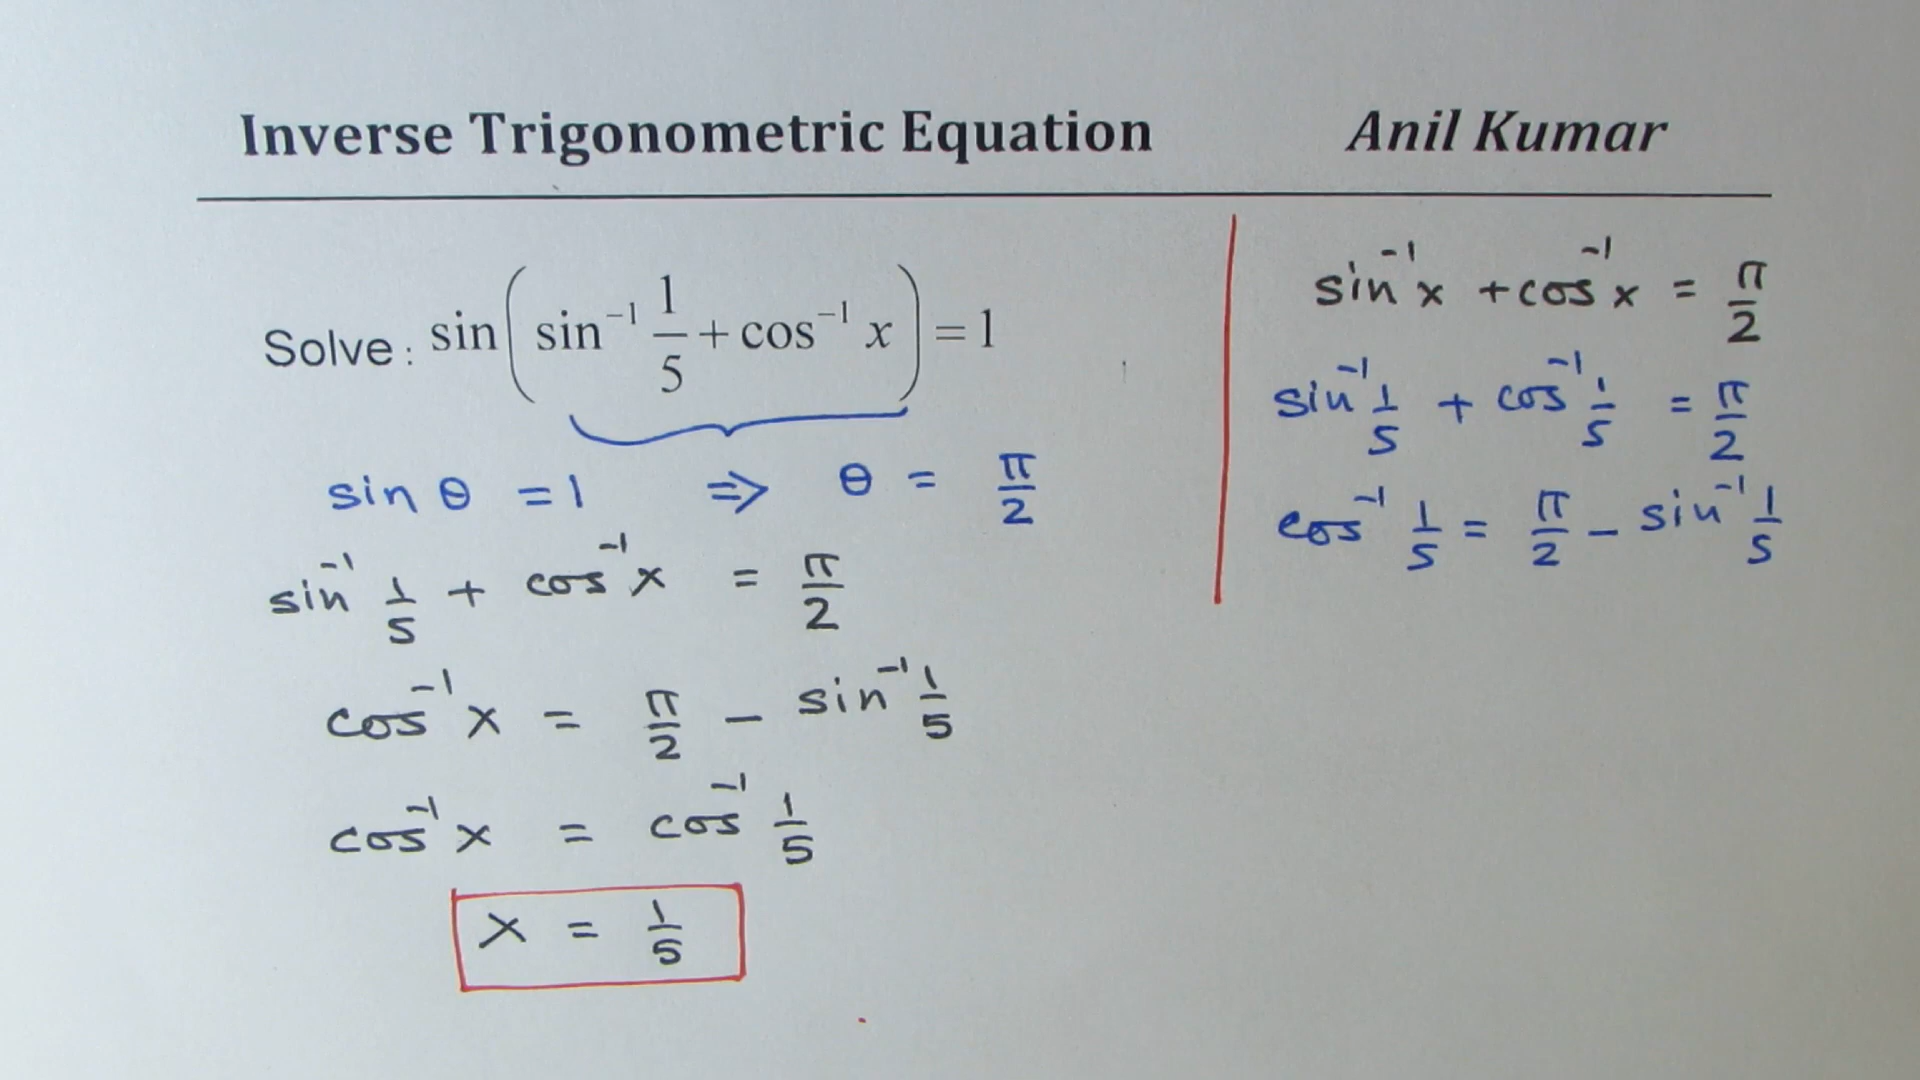 Inverse Trigonometric Equation Anil Kumar
Solve: sin(sin⁻¹ 1/5 + cos⁻¹ x) = 1
sin θ = 1 ⇒ θ = π/2
sin⁻¹ 1/5 + cos⁻¹ x = π/2
cos⁻¹ x = π/2 − sin⁻¹ 1/5
cos⁻¹ x = cos⁻¹ 1/5
x = 1/5
sin⁻¹ x + cos⁻¹ x = π/2
sin⁻¹ 1/5 + cos⁻¹ 1/5 = π/2
cos⁻¹ 1/5 = π/2 − sin⁻¹ 1/5